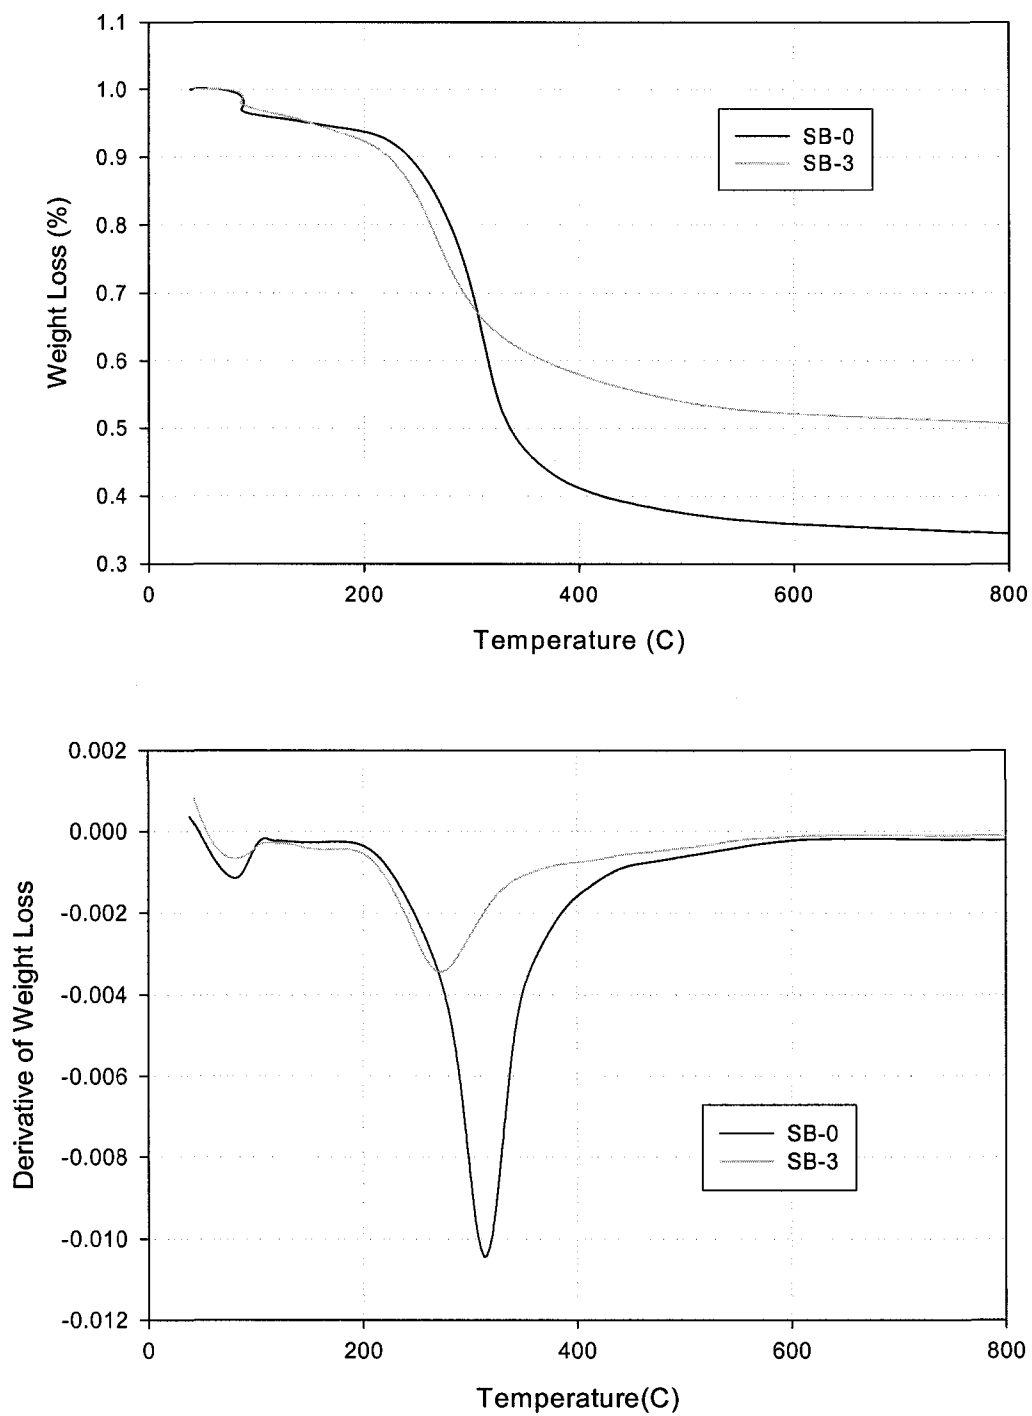 1.1
1.0
0.9
0.8
0.7
0.6
0.5
0.4
0.3
Weight Loss (%)
SB-0
SB-3
0 200 400 600 800
Temperature (C)
0.002
0.000
-0.002
-0.004
-0.006
-0.008
-0.010
-0.012
Derivative of Weight Loss
SB-0
SB-3
0 200 400 600 800
Temperature(C)